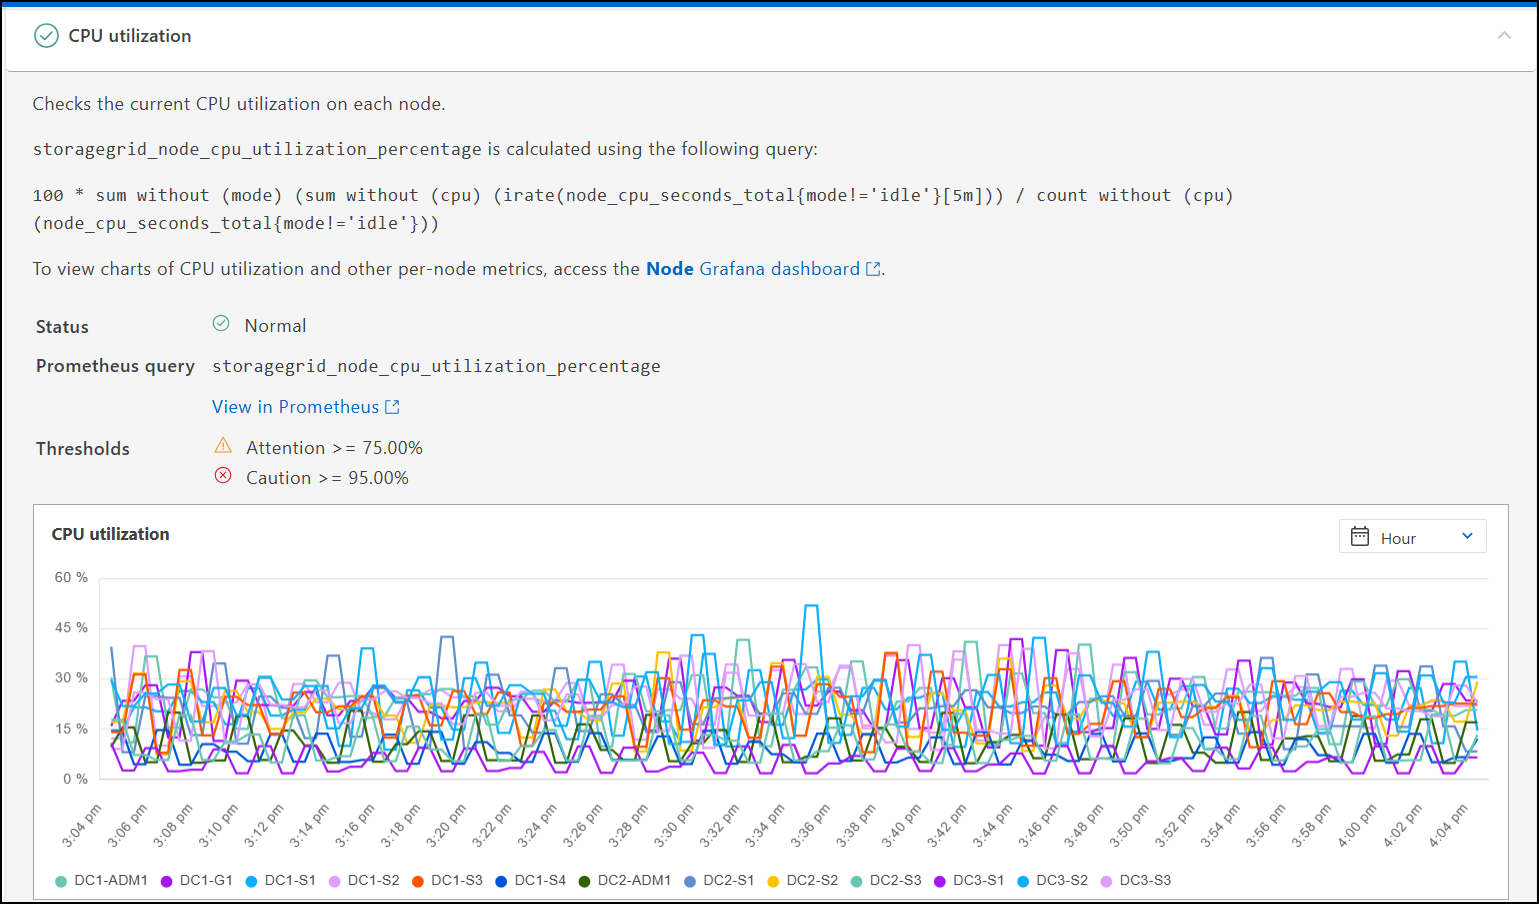 CPU utilization
Checks the current CPU utilization on each node.
storagegrid_node_cpu_utilization_percentage is calculated using the following query:
100 * sum without (mode) (sum without (cpu) (irate(node_cpu_seconds_total{mode!='idle'}[5m])) / count without (cpu)
(node_cpu_seconds_total{mode!='idle'}))
To view charts of CPU utilization and other per-node metrics, access the Node Grafana dashboard.
Status Normal
Prometheus query storagegrid_node_cpu_utilization_percentage
View in Prometheus
Thresholds Attention >= 75.00%
Caution >= 95.00%
CPU utilization
Hour
60 %
45 %
30 %
15 %
0 %
3:04 pm 3:06 pm 3:08 pm 3:10 pm 3:12 pm 3:14 pm 3:16 pm 3:18 pm 3:20 pm 3:22 pm 3:24 pm 3:26 pm 3:28 pm 3:30 pm 3:32 pm 3:34 pm 3:36 pm 3:38 pm 3:40 pm 3:42 pm 3:44 pm 3:46 pm 3:48 pm 3:50 pm 3:52 pm 3:54 pm 3:56 pm 3:58 pm 4:00 pm 4:02 pm 4:04 pm
DC1-ADM1 DC1-G1 DC1-S1 DC1-S2 DC1-S3 DC1-S4 DC2-ADM1 DC2-S1 DC2-S2 DC2-S3 DC3-S1 DC3-S2 DC3-S3